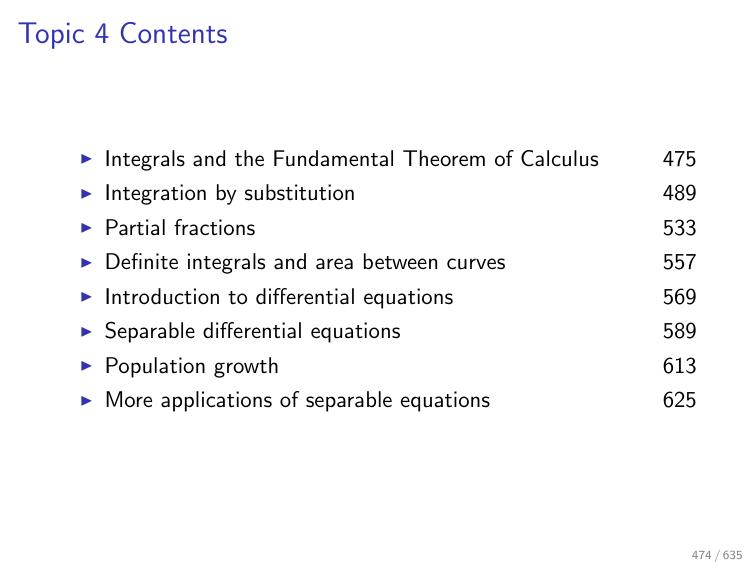 Topic 4 Contents
Integrals and the Fundamental Theorem of Calculus 475
Integration by substitution 489
Partial fractions 533
Definite integrals and area between curves 557
Introduction to differential equations 569
Separable differential equations 589
Population growth 613
More applications of separable equations 625
474 / 635